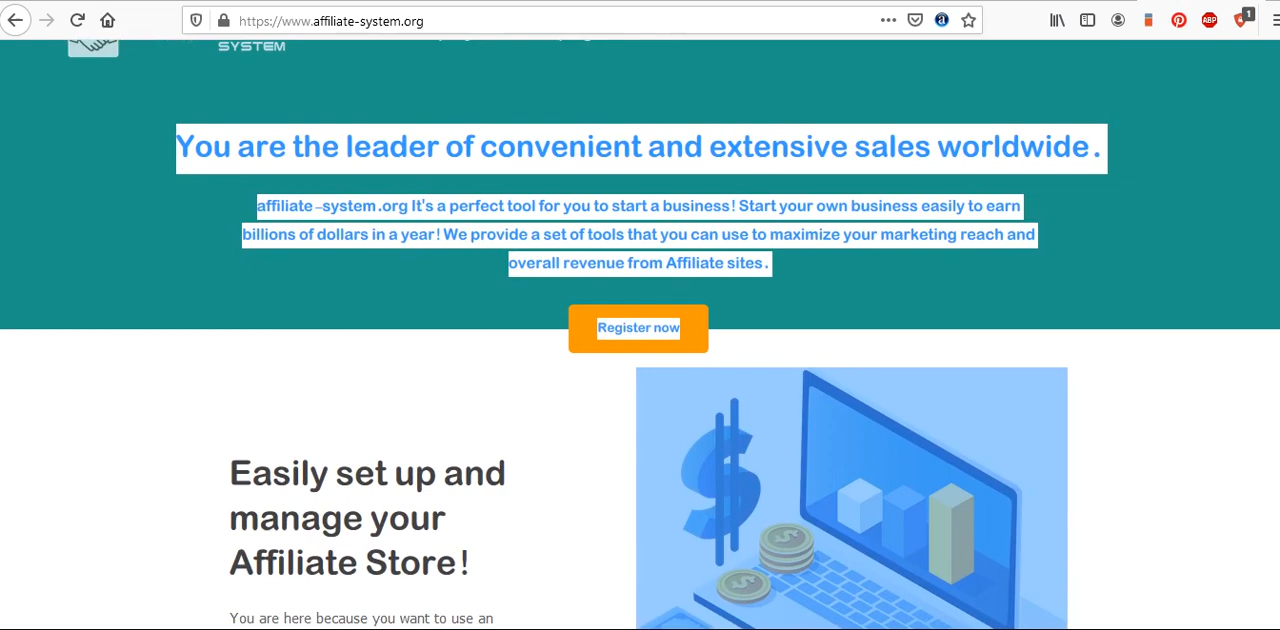 https://www.affiliate-system.org
ABP
1
SYSTEM
You are the leader of convenient and extensive sales worldwide.
affiliate-system.org It's a perfect tool for you to start a business! Start your own business easily to earn
billions of dollars in a year! We provide a set of tools that you can use to maximize your marketing reach and
overall revenue from Affiliate sites.
Register now
Easily set up and
manage your
Affiliate Store!
You are here because you want to use an